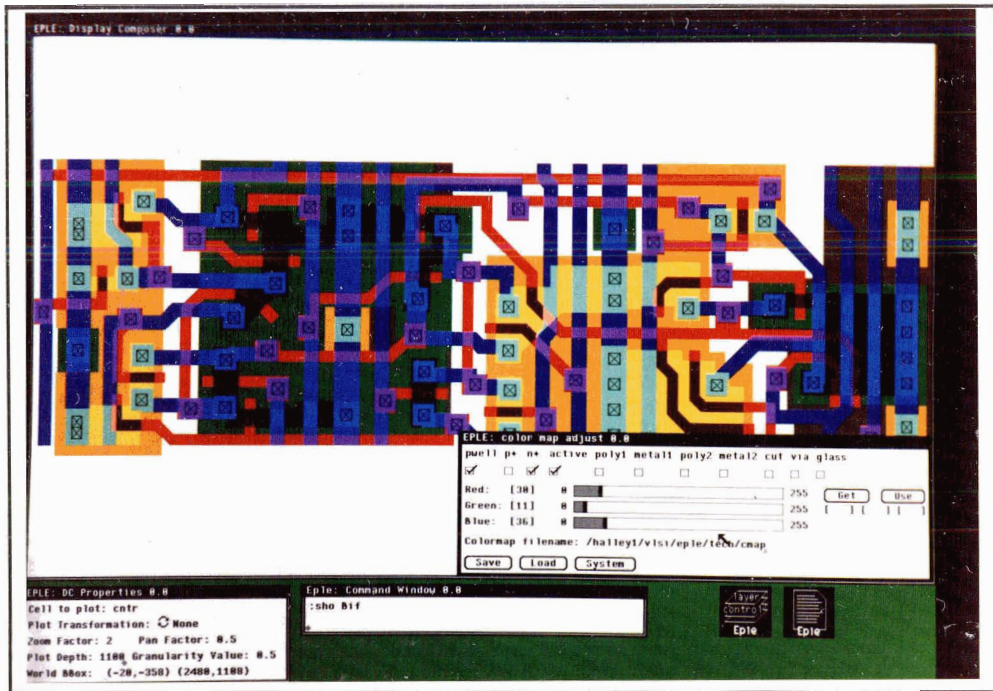 EPLE: Display Composer 0.0
EPLE: color map adjust 0.0
pwell p+ n+ active poly1 metal1 poly2 metal2 cut via glass
Red: [30] 0 255 Get Use
Green: [11] 0 255 [ ] [ ] [ ]
Blue: [36] 0 255
Colormap filename: /halley1/vlsi/eple/tech/cmap
Save Load System
EPLE: DC Properties 0.0
Cell to plot: cntr
Plot Transformation: None
Zoom Factor: 2 Pan Factor: 0.5
Plot Depth: 1100 Granularity Value: 0.5
World BBox: (-20,-350) (2480,1108)
Eple: Command Window 0.0
:sho Bif
layer control
Eple
Eple